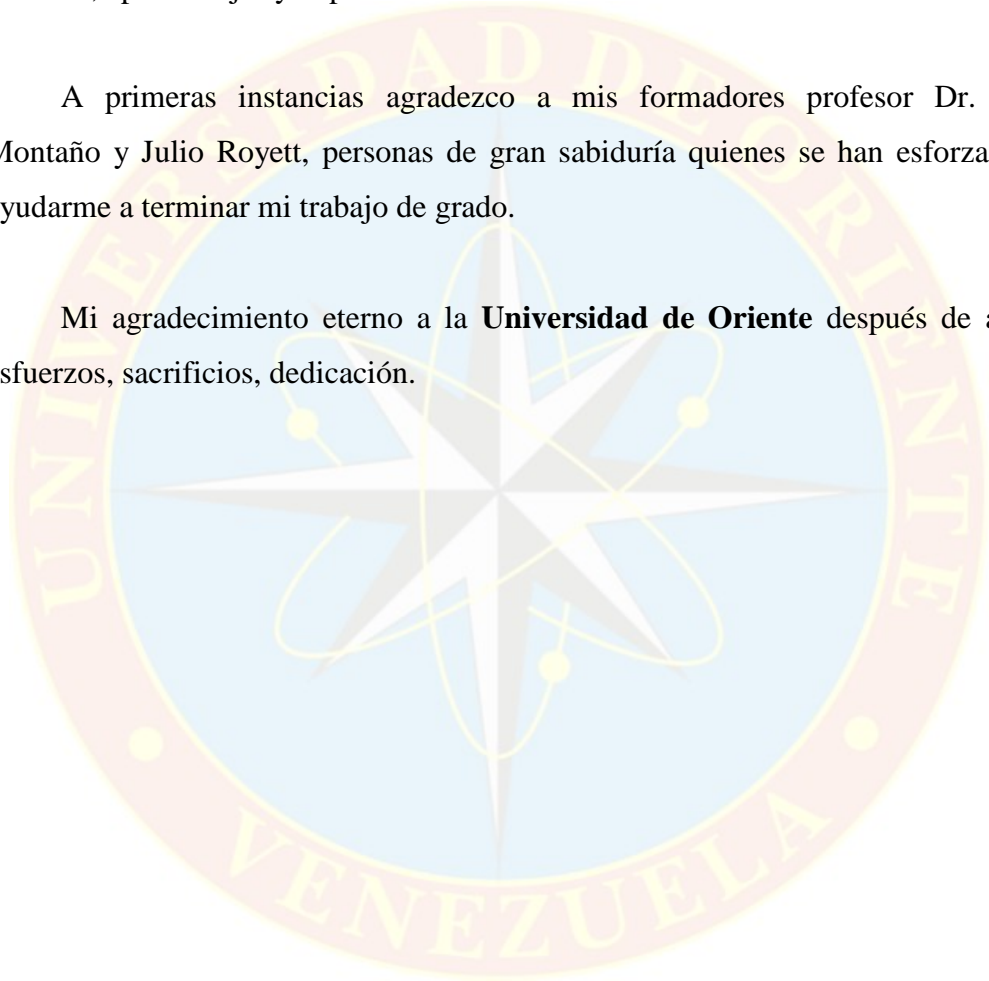 A primeras instancias agradezco a mis formadores profesor Dr.
Montaño y Julio Royett, personas de gran sabiduría quienes se han
yudarme a terminar mi trabajo de grado.
Mi agradecimiento eterno a la Universidad de Oriente después de
sfuerzos, sacrificios, dedicación.
UNIVERSIDAD DE ORIENTE
VENEZUELA